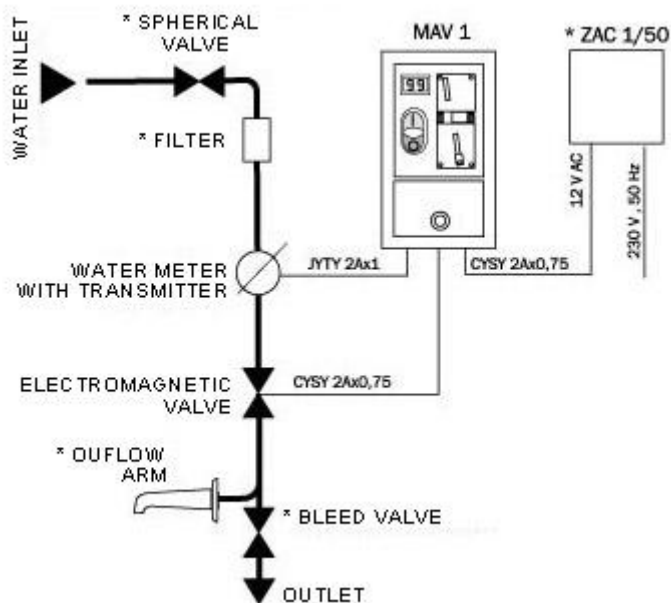 * SPHERICAL
VALVE
MAV 1
* ZAC 1/50
WATER INLET
99
* FILTER
12 V AC
230 V , 50 Hz
WATER METER
WITH TRANSMITTER
JYTY 2Ax1
CYSY 2Ax0,75
ELECTROMAGNETIC
VALVE
CYSY 2Ax0,75
* OUFLOW
ARM
* BLEED VALVE
OUTLET